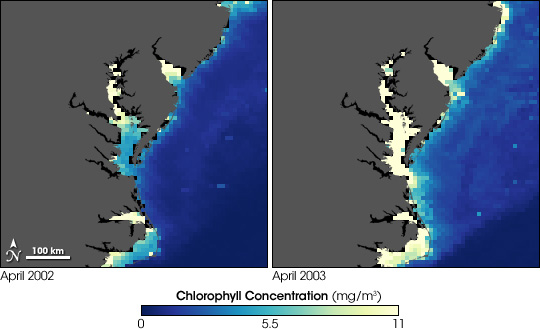 N
100 km
April 2002
April 2003
Chlorophyll Concentration (mg/m³)
0
5.5
11